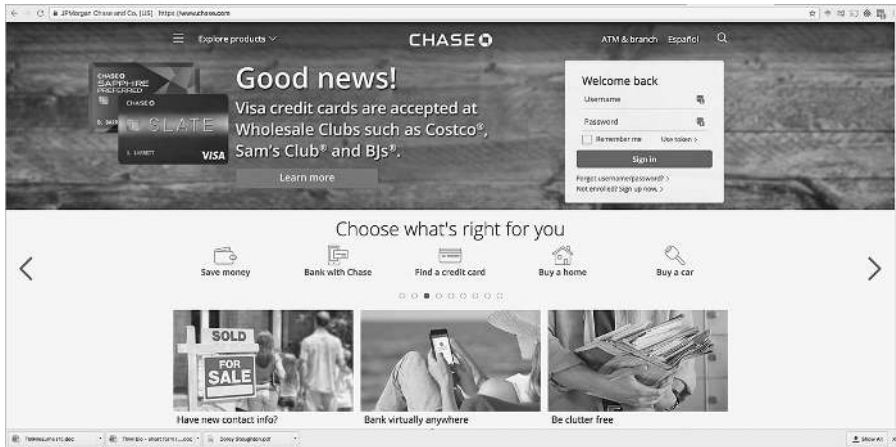 JPMorgan Chase and Co. [US] https://www.chase.com
Explore products
CHASE
ATM & branch Español
CHASE
SAPPHIRE
PREFERRED
CHASE
SLATE
VISA
Good news!
Visa credit cards are accepted at
Wholesale Clubs such as Costco®,
Sam's Club® and BJs®.
Learn more
Welcome back
Username
Password
Remember me Use token >
Sign in
Forgot username/password? >
Not enrolled? Sign up now. >
Choose what's right for you
Save money
Bank with Chase
Find a credit card
Buy a home
Buy a car
SOLD
FOR
SALE
Have new contact info?
Bank virtually anywhere
Be clutter free
Show All